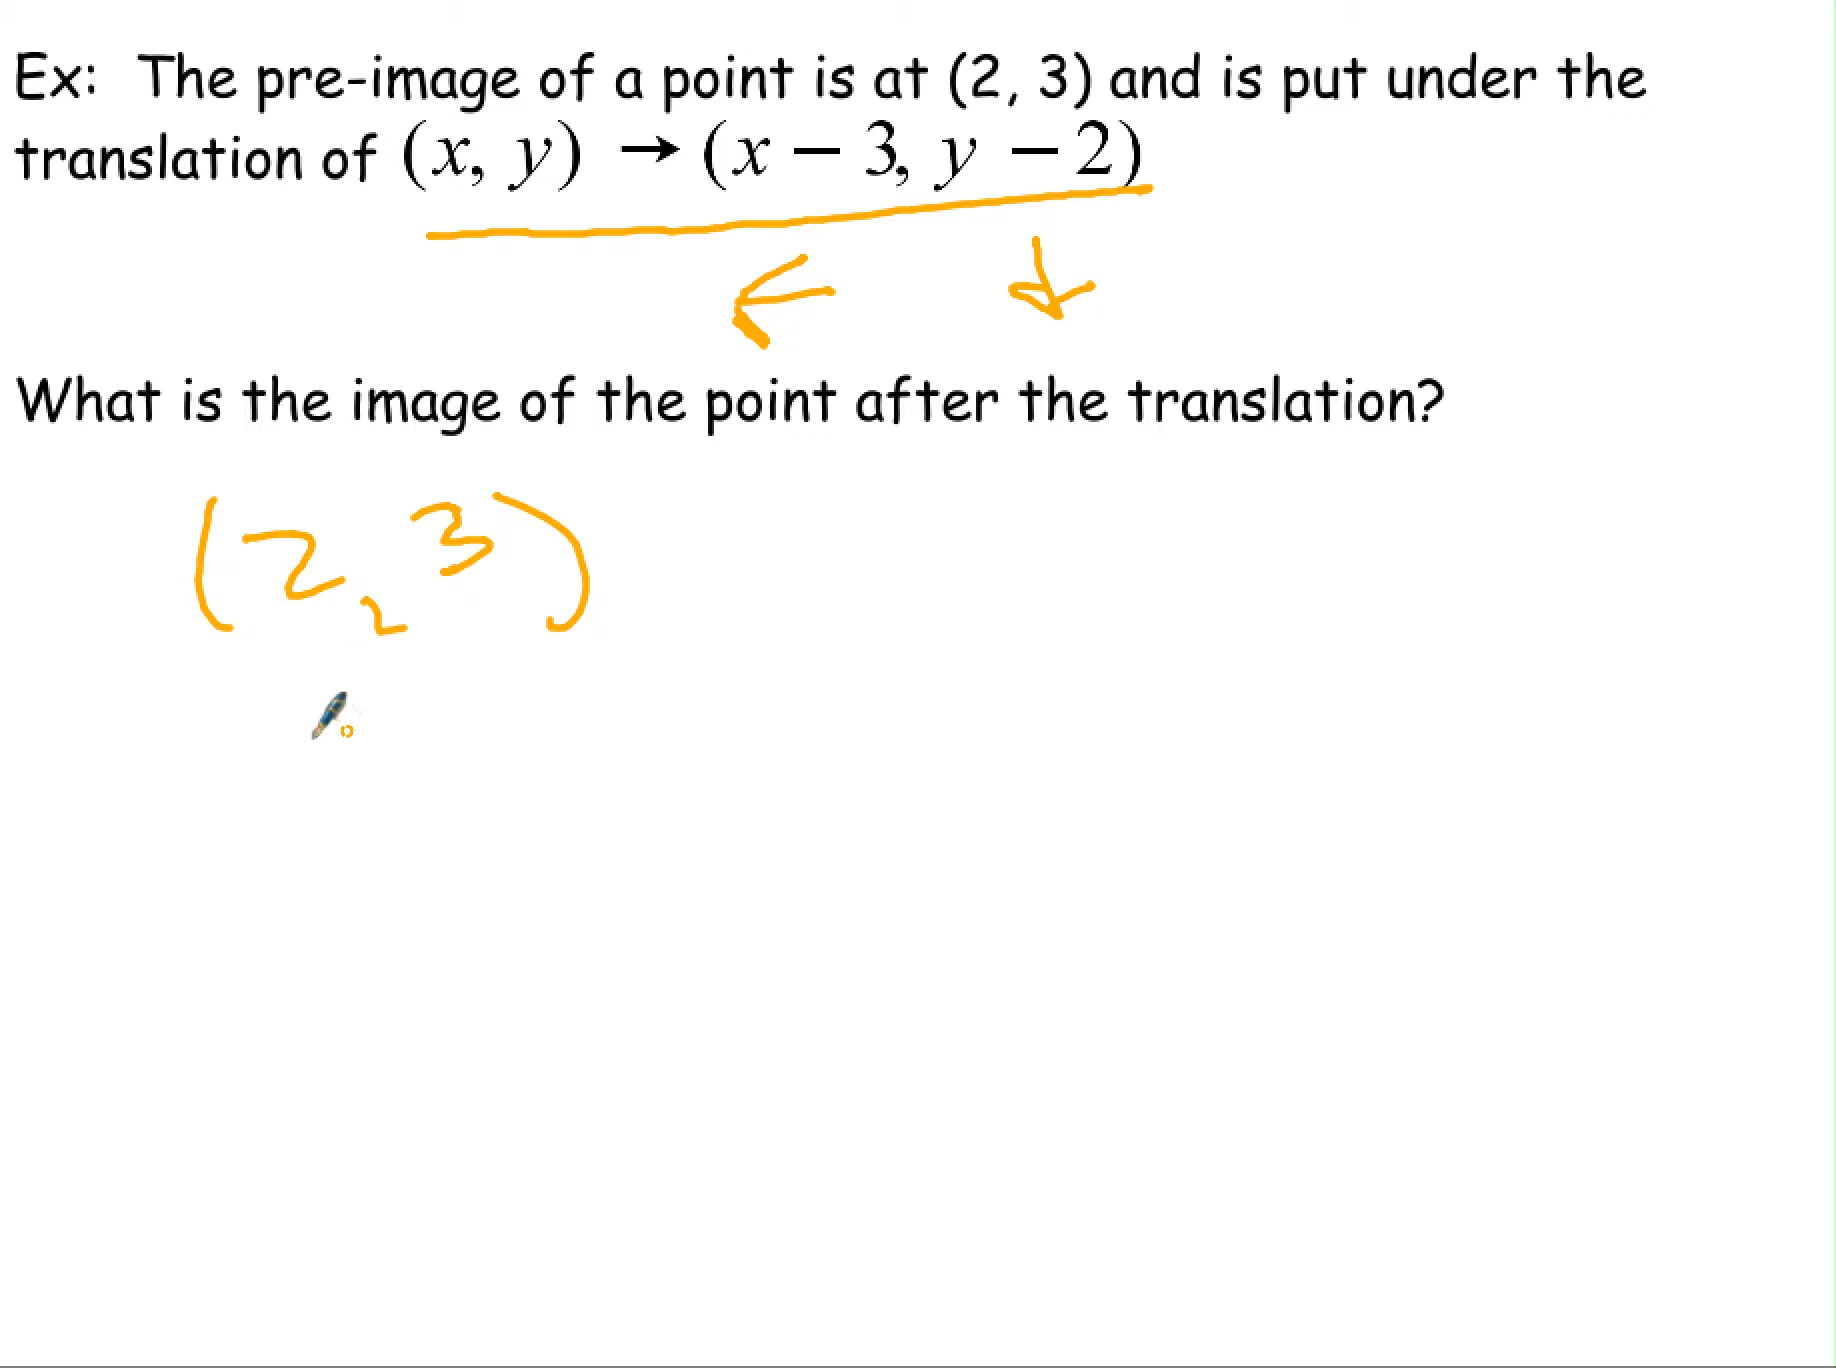 Ex: The pre-image of a point is at (2, 3) and is put under the
translation of (x, y) → (x − 3, y − 2)
What is the image of the point after the translation?
(2, 3)